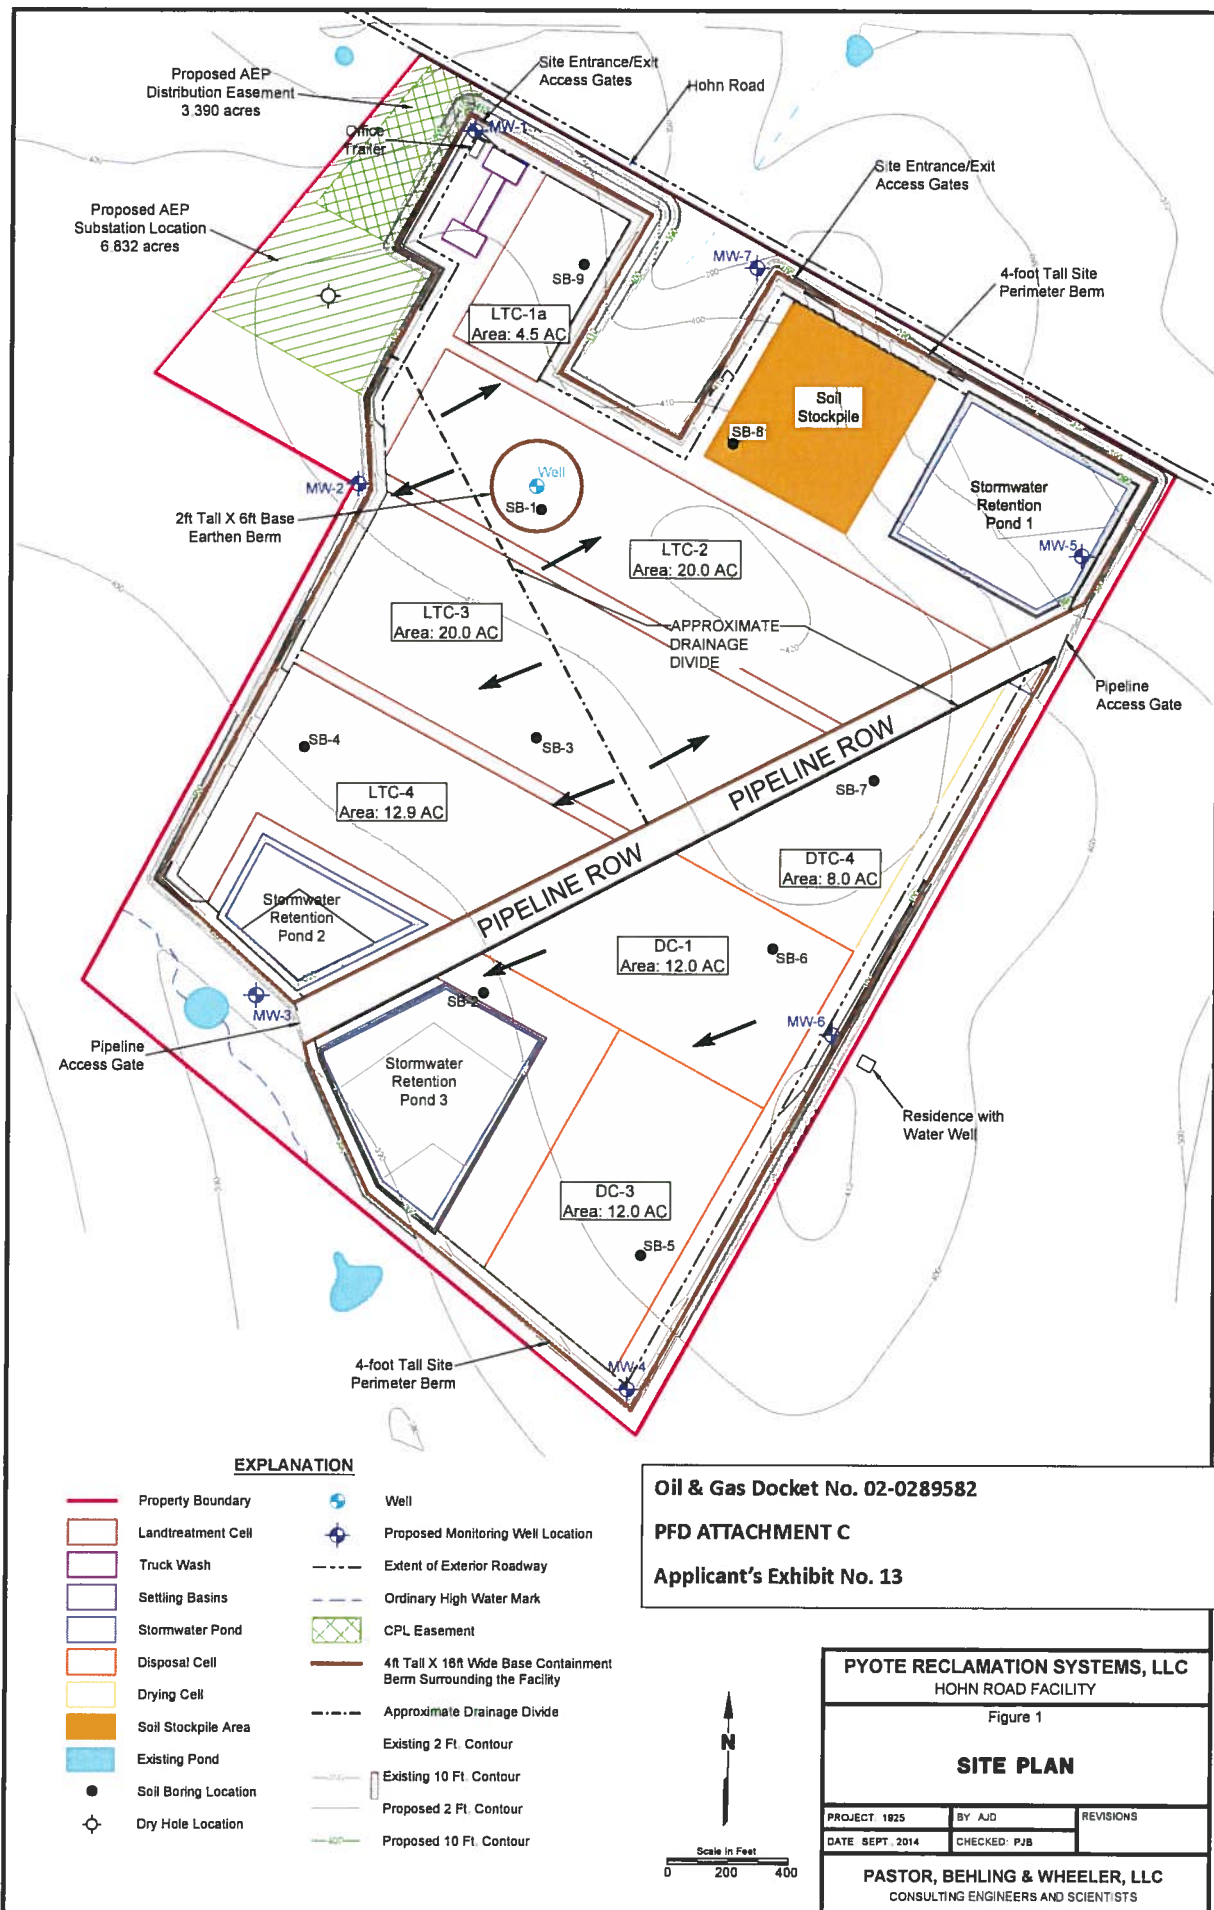 Proposed AEP
Distribution Easement
3.390 acres
Site Entrance/Exit
Access Gates
Hohn Road
Office
Trailer
MW-1
Site Entrance/Exit
Access Gates
Proposed AEP
Substation Location
6.832 acres
MW-7
4-foot Tall Site
Perimeter Berm
SB-9
LTC-1a
Area: 4.5 AC
400
410
Soil
Stockpile
SB-8
Well
SB-1
MW-2
2ft Tall X 6ft Base
Earthen Berm
Stormwater
Retention
Pond 1
MW-5
LTC-2
Area: 20.0 AC
LTC-3
Area: 20.0 AC
APPROXIMATE
DRAINAGE
DIVIDE
420
Pipeline
Access Gate
SB-4
SB-3
PIPELINE ROW
SB-7
LTC-4
Area: 12.9 AC
DTC-4
Area: 8.0 AC
PIPELINE ROW
Stormwater
Retention
Pond 2
DC-1
Area: 12.0 AC
SB-6
SB-2
MW-3
MW-6
Pipeline
Access Gate
Stormwater
Retention
Pond 3
Residence with
Water Well
DC-3
Area: 12.0 AC
SB-5
4-foot Tall Site
Perimeter Berm
MW-4
EXPLANATION
Property Boundary
Landtreatment Cell
Truck Wash
Settling Basins
Stormwater Pond
Disposal Cell
Drying Cell
Soil Stockpile Area
Existing Pond
Soil Boring Location
Dry Hole Location
Well
Proposed Monitoring Well Location
Extent of Exterior Roadway
Ordinary High Water Mark
CPL Easement
4ft Tall X 16ft Wide Base Containment
Berm Surrounding the Facility
Approximate Drainage Divide
Existing 2 Ft. Contour
Existing 10 Ft. Contour
Proposed 2 Ft. Contour
Proposed 10 Ft. Contour
Oil & Gas Docket No. 02-0289582
PFD ATTACHMENT C
Applicant's Exhibit No. 13
N
Scale in Feet
0 200 400
PYOTE RECLAMATION SYSTEMS, LLC
HOHN ROAD FACILITY
Figure 1
SITE PLAN
PROJECT: 1925
BY: AJD
REVISIONS
DATE: SEPT., 2014
CHECKED: PJB
PASTOR, BEHLING & WHEELER, LLC
CONSULTING ENGINEERS AND SCIENTISTS